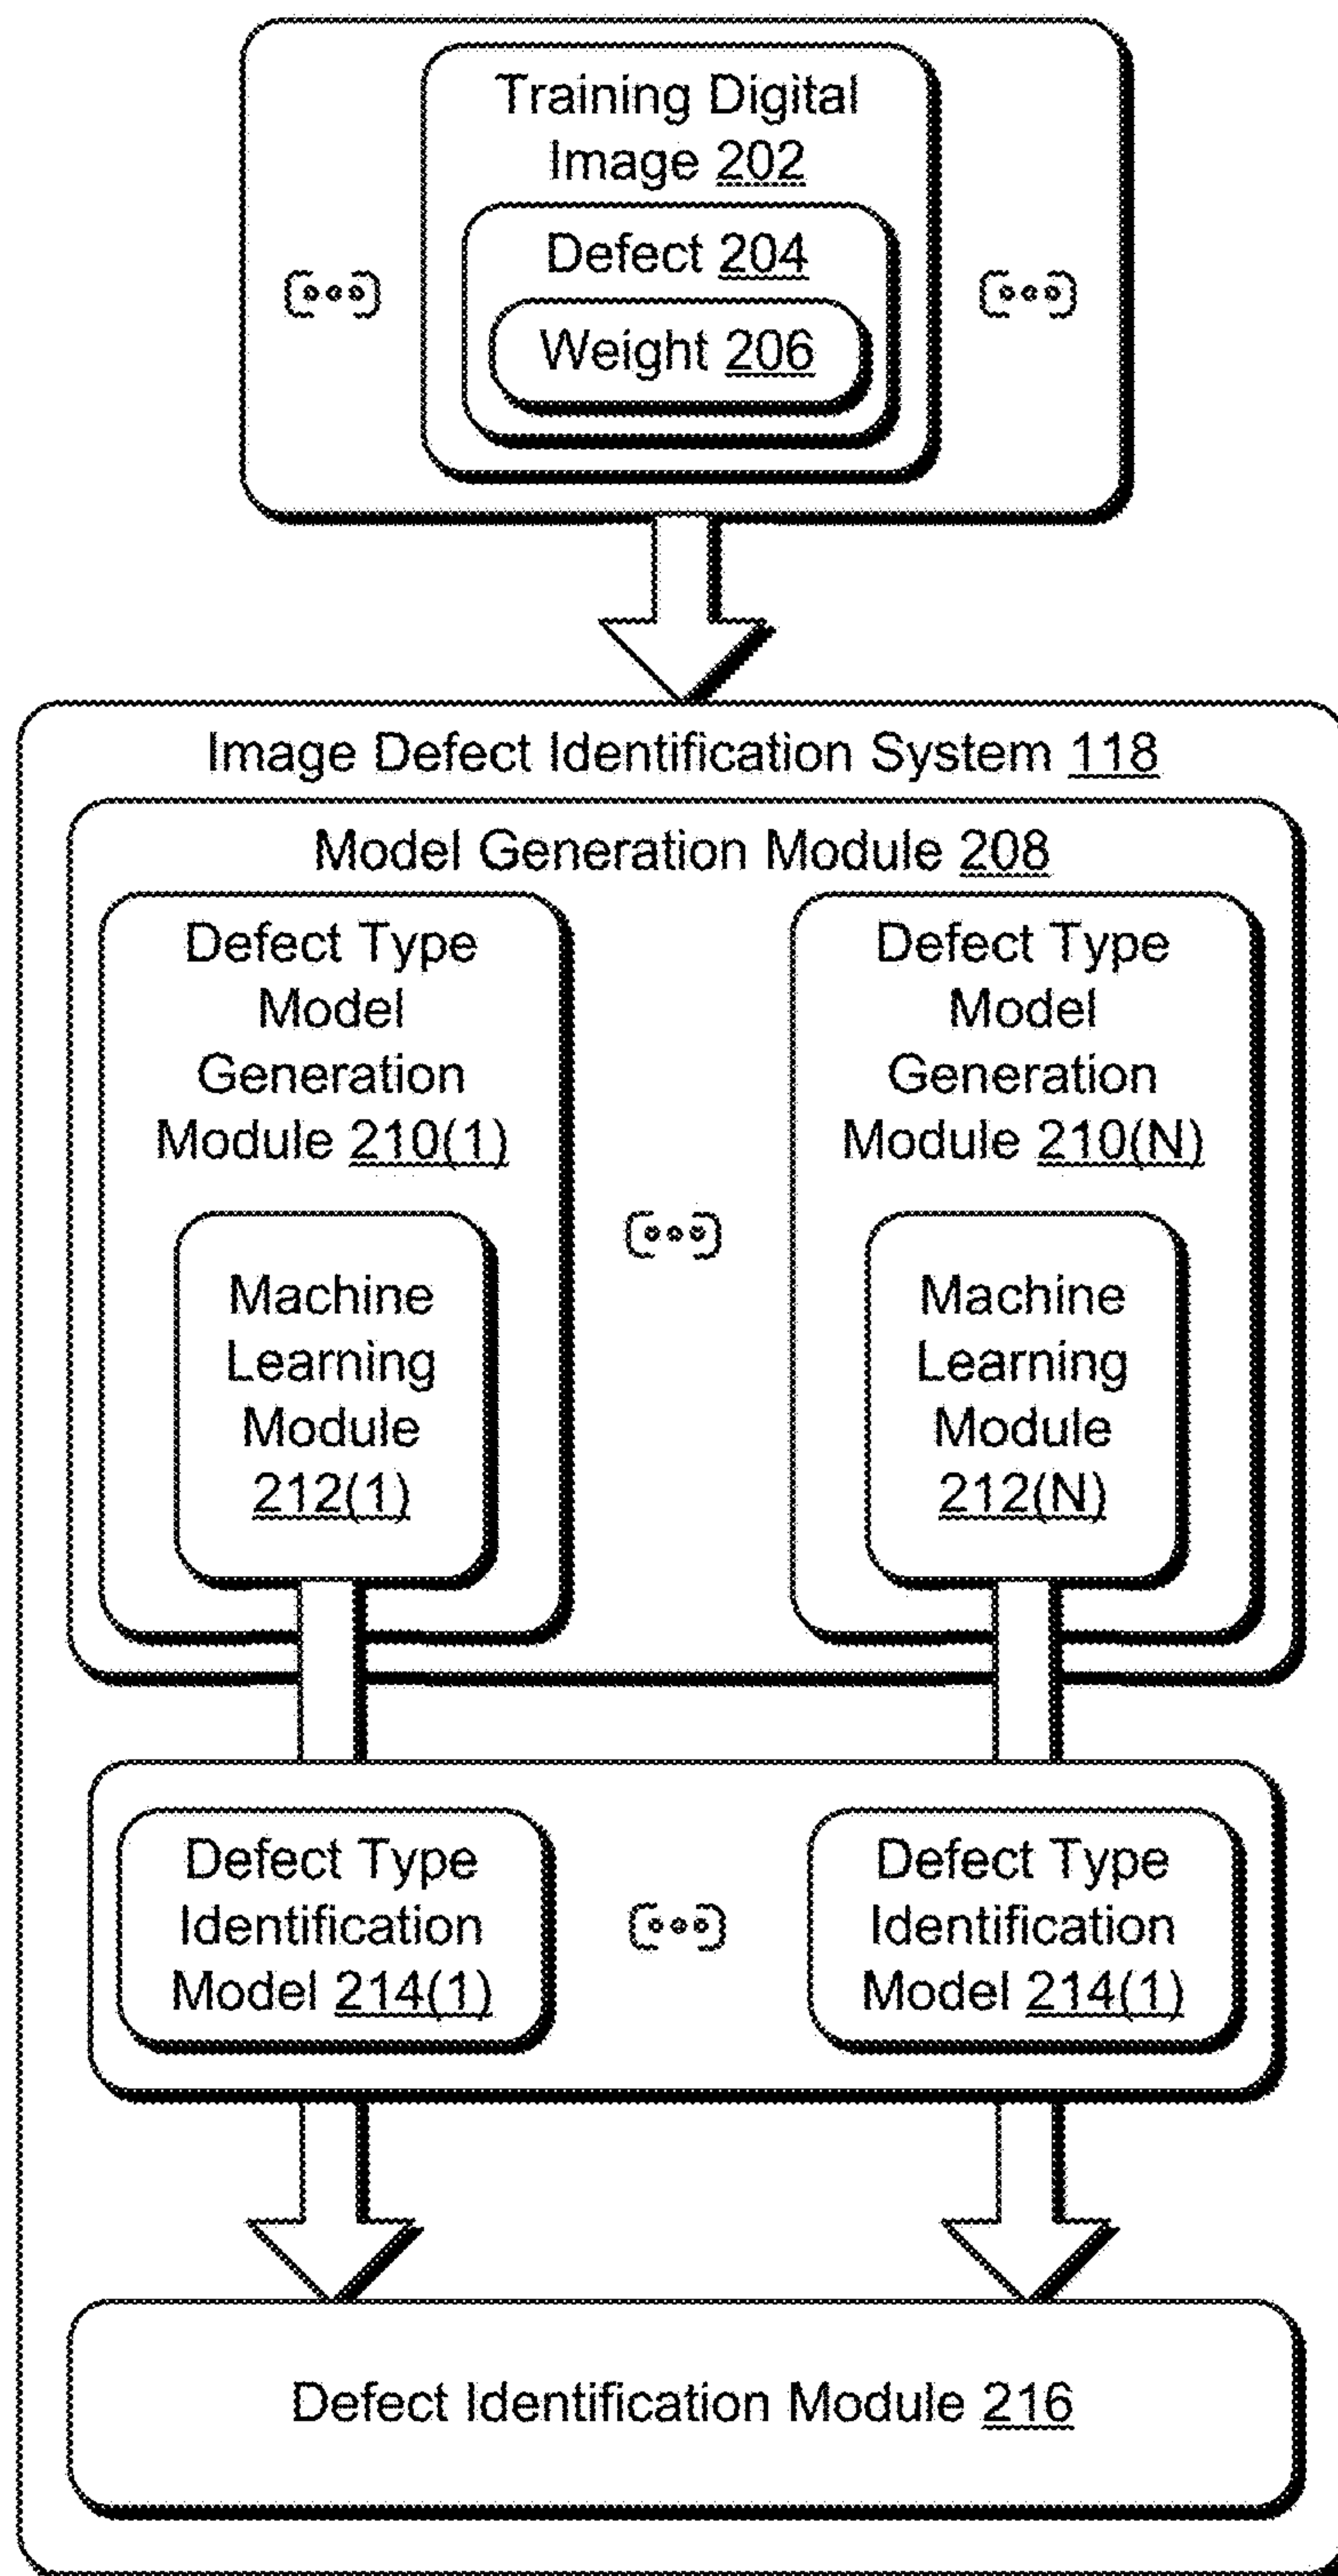 Training Digital
Image 202
Defect 204
Weight 206
Image Defect Identification System 118
Model Generation Module 208
Defect Type
Model
Generation
Module 210(1)
Machine
Learning
Module
212(1)
Defect Type
Model
Generation
Module 210(N)
Machine
Learning
Module
212(N)
Defect Type
Identification
Model 214(1)
Defect Type
Identification
Model 214(1)
Defect Identification Module 216